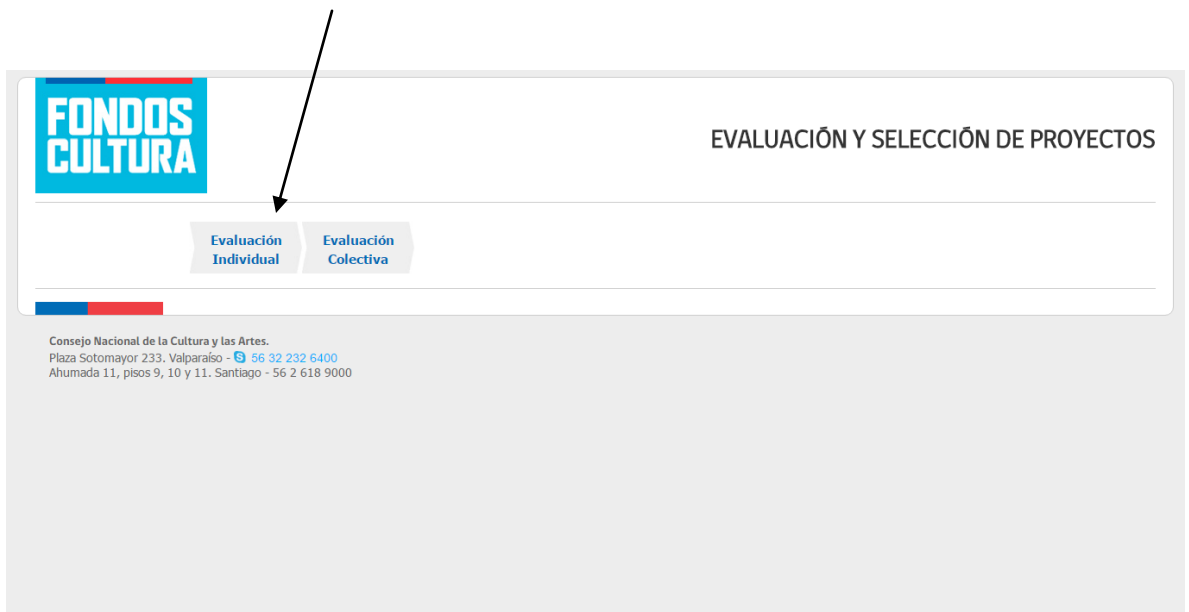 FONDOS
CULTURA
EVALUACIÓN Y SELECCIÓN DE PROYECTOS
Evaluación
Individual
Evaluación
Colectiva
Consejo Nacional de la Cultura y las Artes.
Plaza Sotomayor 233. Valparaíso - 56 32 232 6400
Ahumada 11, pisos 9, 10 y 11. Santiago - 56 2 618 9000